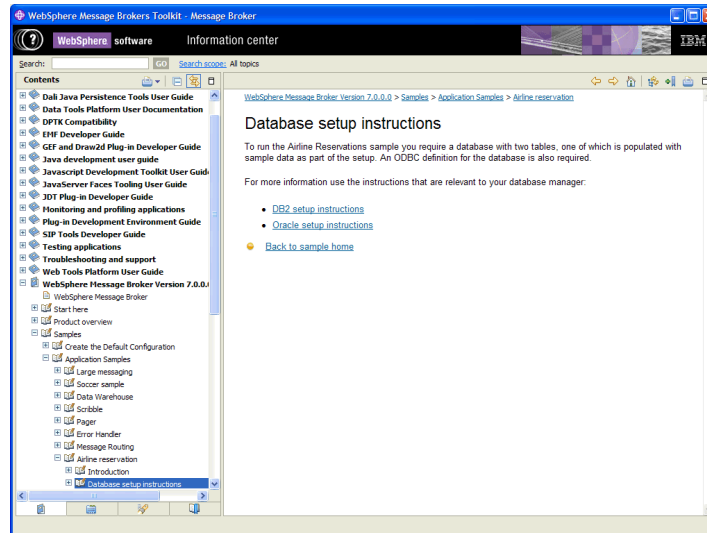 WebSphere Message Brokers Toolkit - Message Broker
WebSphere software Information center IBM
Search: GO Search scope: All topics
Contents
Dali Java Persistence Tools User Guide
Data Tools Platform User Documentation
DPTK Compatibility
EMF Developer Guide
GEF and Draw2d Plug-in Developer Guide
Java development user guide
Javascript Development Toolkit User Guide
JavaServer Faces Tooling User Guide
JDT Plug-in Developer Guide
Monitoring and profiling applications
Plug-in Development Environment Guide
SIP Tools Developer Guide
Testing applications
Troubleshooting and support
Web Tools Platform User Guide
WebSphere Message Broker Version 7.0.0.
WebSphere Message Broker
Start here
Product overview
Samples
Create the Default Configuration
Application Samples
Large messaging
Soccer sample
Data Warehouse
Scribble
Pager
Error Handler
Message Routing
Airline reservation
Introduction
Database setup instructions
WebSphere Message Broker Version 7.0.0.0 > Samples > Application Samples > Airline reservation
Database setup instructions
To run the Airline Reservations sample you require a database with two tables, one of which is populated with
sample data as part of the setup. An ODBC definition for the database is also required.
For more information use the instructions that are relevant to your database manager:
DB2 setup instructions
Oracle setup instructions
Back to sample home